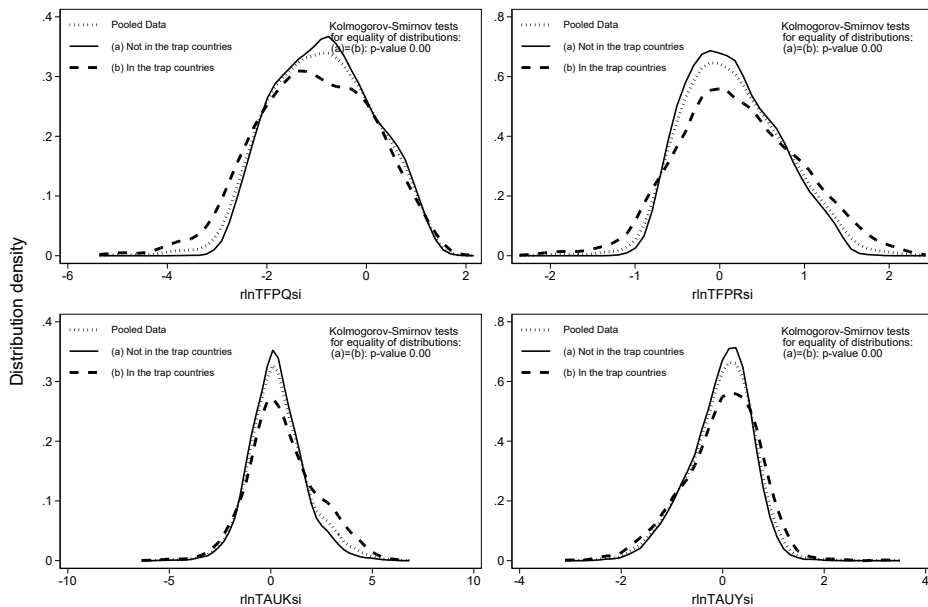 Distribution density
.4
.3
.2
.1
0
Pooled Data
(a) Not in the trap countries
(b) In the trap countries
Kolmogorov-Smirnov tests
for equality of distributions:
(a)=(b): p-value 0.00
-6
-4
-2
0
2
rlnTFPQsi
.8
.6
.4
.2
0
Pooled Data
(a) Not in the trap countries
(b) In the trap countries
Kolmogorov-Smirnov tests
for equality of distributions:
(a)=(b): p-value 0.00
-2
-1
0
1
2
rlnTFPRsi
.4
.3
.2
.1
0
Pooled Data
(a) Not in the trap countries
(b) In the trap countries
Kolmogorov-Smirnov tests
for equality of distributions:
(a)=(b): p-value 0.00
-10
-5
0
5
10
rlnTAUKsi
.8
.6
.4
.2
0
Pooled Data
(a) Not in the trap countries
(b) In the trap countries
Kolmogorov-Smirnov tests
for equality of distributions:
(a)=(b): p-value 0.00
-4
-2
0
2
4
rlnTAUYsi